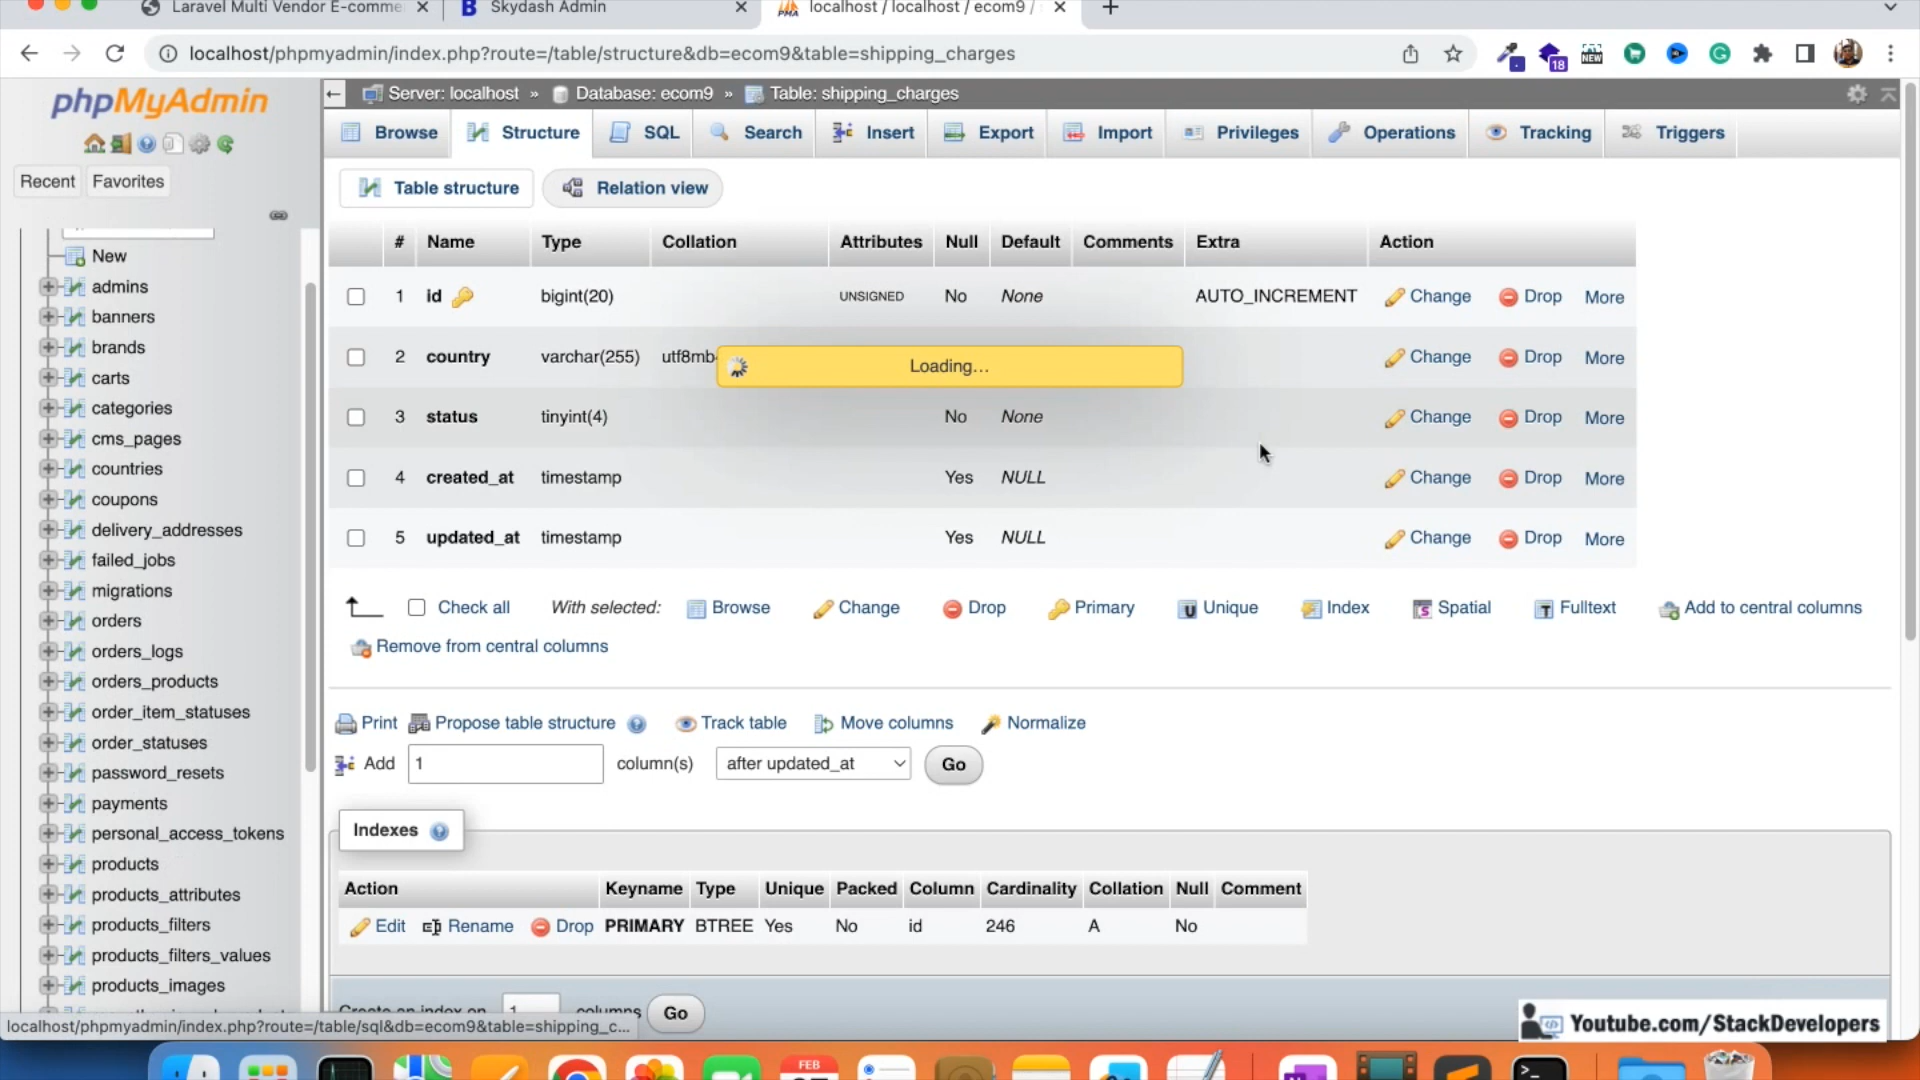 Laravel Multi Vendor E-comme
Skydash Admin
localhost / localhost / ecom9 /
localhost/phpmyadmin/index.php?route=/table/structure&db=ecom9&table=shipping_charges
18
NEW
phpMyAdmin
Recent Favorites
New
admins
banners
brands
carts
categories
cms_pages
countries
coupons
delivery_addresses
failed_jobs
migrations
orders
orders_logs
orders_products
order_item_statuses
order_statuses
password_resets
payments
personal_access_tokens
products
products_attributes
products_filters
products_filters_values
products_images
Server: localhost » Database: ecom9 » Table: shipping_charges
Browse Structure SQL Search Insert Export Import Privileges Operations Tracking Triggers
Table structure Relation view
# Name Type Collation Attributes Null Default Comments Extra Action
1 id bigint(20) UNSIGNED No None AUTO_INCREMENT Change Drop More
2 country varchar(255) utf8mb Change Drop More
Loading...
3 status tinyint(4) No None Change Drop More
4 created_at timestamp Yes NULL Change Drop More
5 updated_at timestamp Yes NULL Change Drop More
Check all With selected: Browse Change Drop Primary Unique Index Spatial Fulltext Add to central columns
Remove from central columns
Print Propose table structure Track table Move columns Normalize
Add 1 column(s) after updated_at Go
Indexes
Action Keyname Type Unique Packed Column Cardinality Collation Null Comment
Edit Rename Drop PRIMARY BTREE Yes No id 246 A No
Create an index on 1 columns Go
localhost/phpmyadmin/index.php?route=/table/sql&db=ecom9&table=shipping_c...
Youtube.com/StackDevelopers
FEB